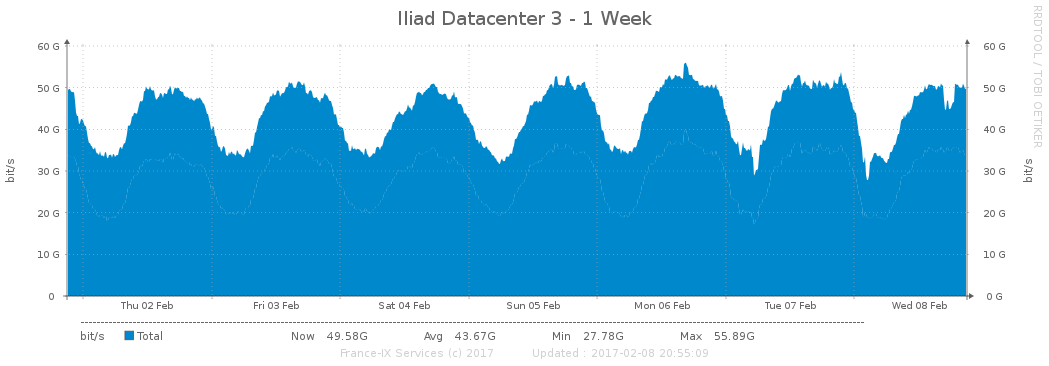 Iliad Datacenter 3 - 1 Week
RRDTOOL / TOBI OETIKER
60 G 60 G
50 G 50 G
40 G 40 G
30 G 30 G
20 G 20 G
10 G 10 G
0 0 G
bit/s bit/s
Thu 02 Feb Fri 03 Feb Sat 04 Feb Sun 05 Feb Mon 06 Feb Tue 07 Feb Wed 08 Feb
bit/s Total Now 49.58G Avg 43.67G Min 27.78G Max 55.89G
France-IX Services (c) 2017 Updated : 2017-02-08 20:55:09